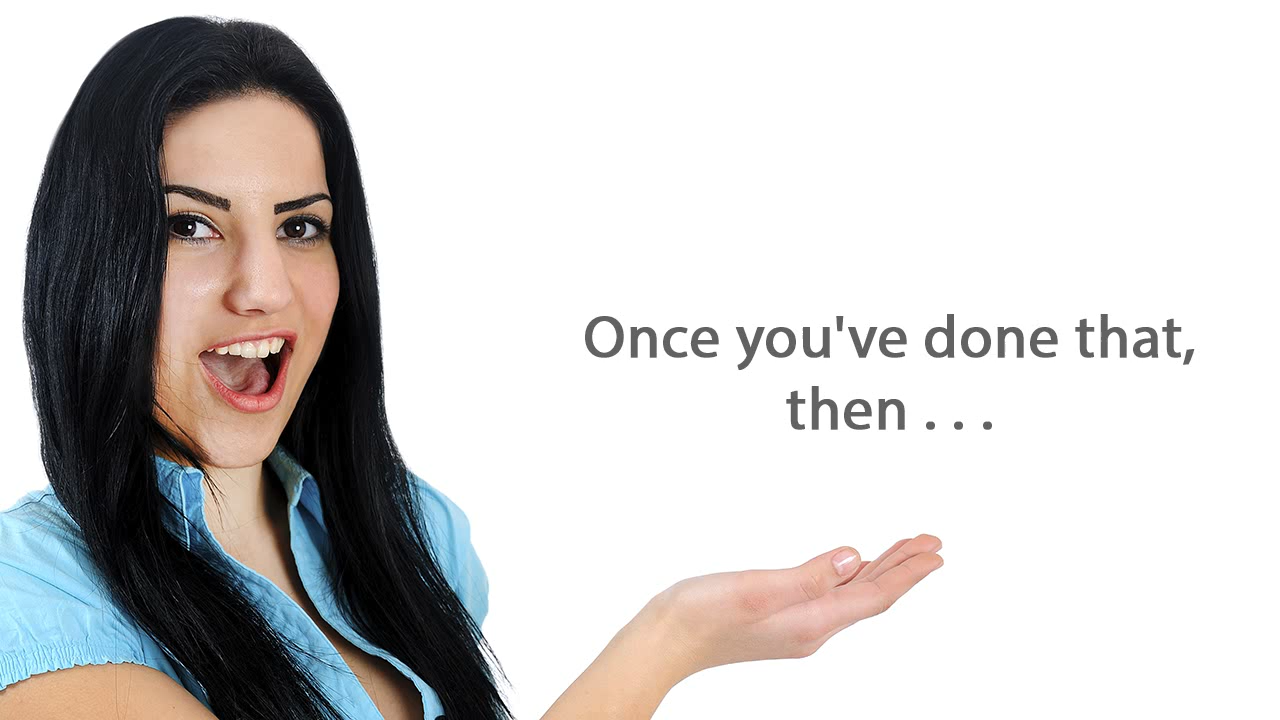 Once you've done that,
then . . .